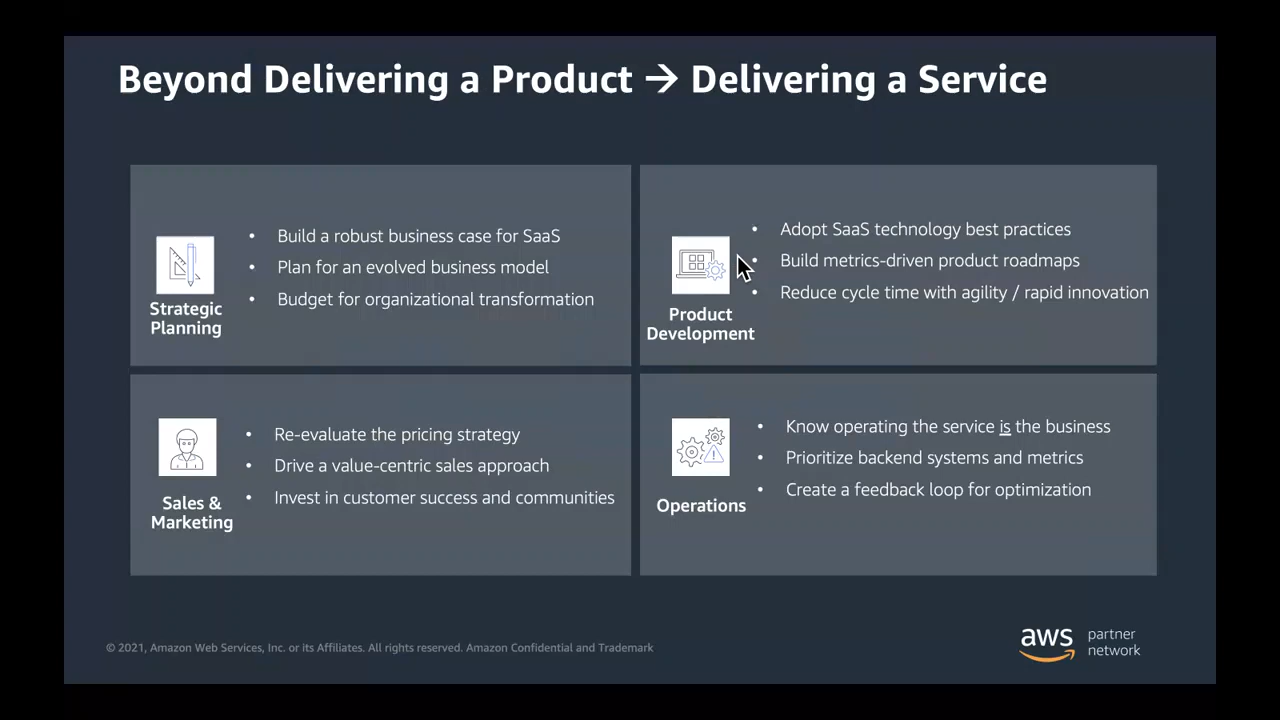 Beyond Delivering a Product → Delivering a Service
Strategic
Planning
• Build a robust business case for SaaS
• Plan for an evolved business model
• Budget for organizational transformation
Product
Development
• Adopt SaaS technology best practices
• Build metrics-driven product roadmaps
• Reduce cycle time with agility / rapid innovation
Sales &
Marketing
• Re-evaluate the pricing strategy
• Drive a value-centric sales approach
• Invest in customer success and communities
Operations
• Know operating the service is the business
• Prioritize backend systems and metrics
• Create a feedback loop for optimization
© 2021, Amazon Web Services, Inc. or its Affiliates. All rights reserved. Amazon Confidential and Trademark
aws
partner
network